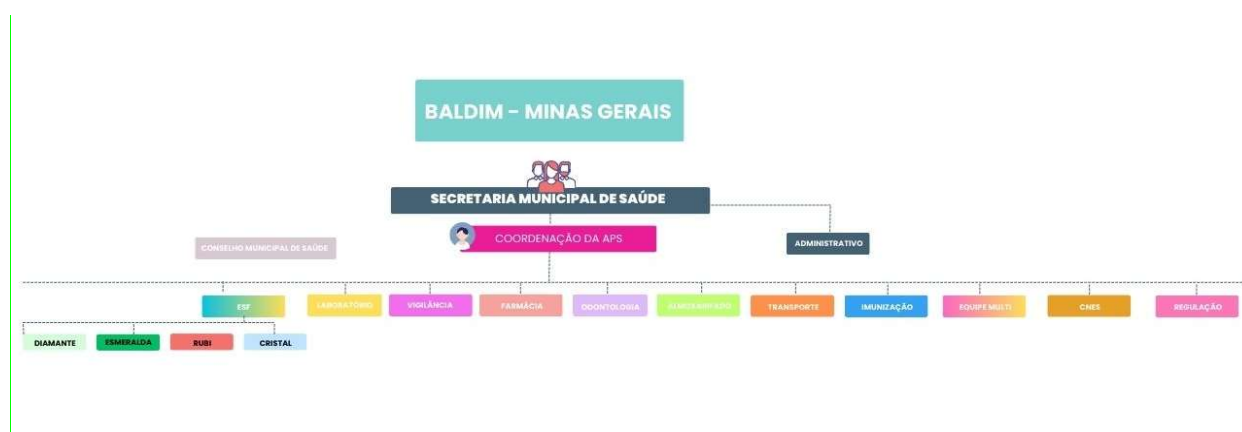 BALDIM - MINAS GERAIS
SECRETARIA MUNICIPAL DE SAÚDE
COORDENAÇÃO DA APS
CONSELHO MUNICIPAL DE SAÚDE
ADMINISTRATIVO
ESF
LABORATÓRIO
VIGILÂNCIA
FARMÁCIA
ODONTOLOGIA
ALMOXARIFADO
TRANSPORTE
IMUNIZAÇÃO
EQUIPE MULTI
CNES
REGULAÇÃO
DIAMANTE
ESMERALDA
RUBI
CRISTAL